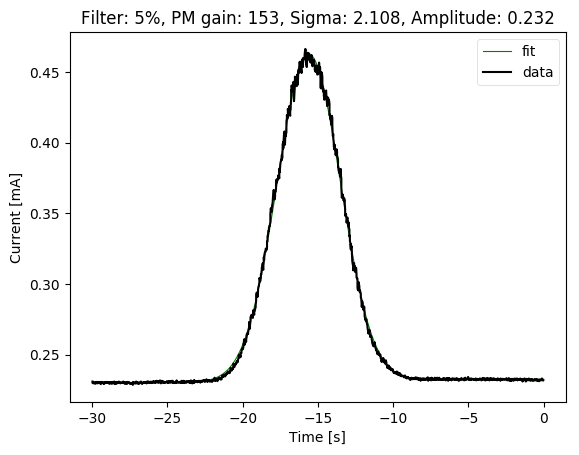 Filter: 5%, PM gain: 153, Sigma: 2.108, Amplitude: 0.232
fit
data
0.45
0.40
0.35
0.30
0.25
Current [mA]
−30
−25
−20
−15
−10
−5
0
Time [s]